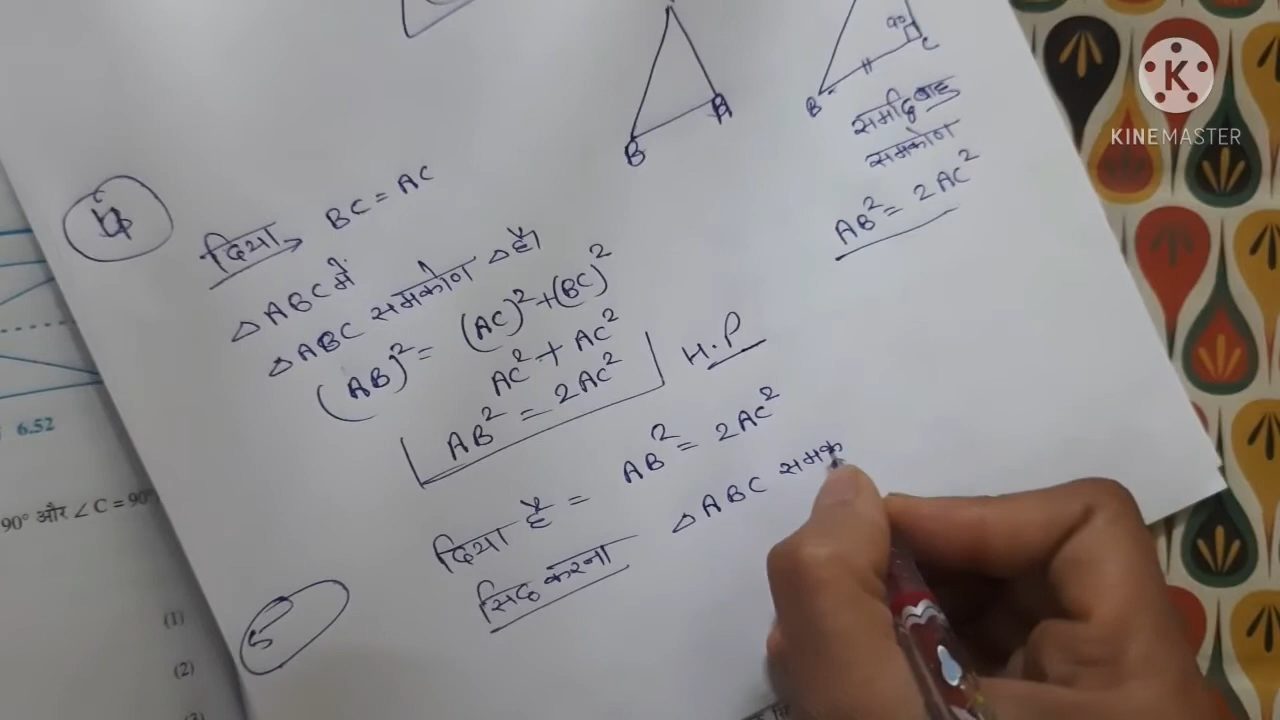 B
A
90
C
B
समद्विबाहु
समकोण
AB² = 2AC²
KINEMASTER
दिया → BC = AC
△ABC में
△ABC समकोण △ है।
(AB)² = (AC)² + (BC)²
AC² + AC²
AB² = 2AC²
H.P
दिया है = AB² = 2AC²
सिद्ध करना △ABC समक
5
6.52
90° और ∠C = 90°
(1)
(2)